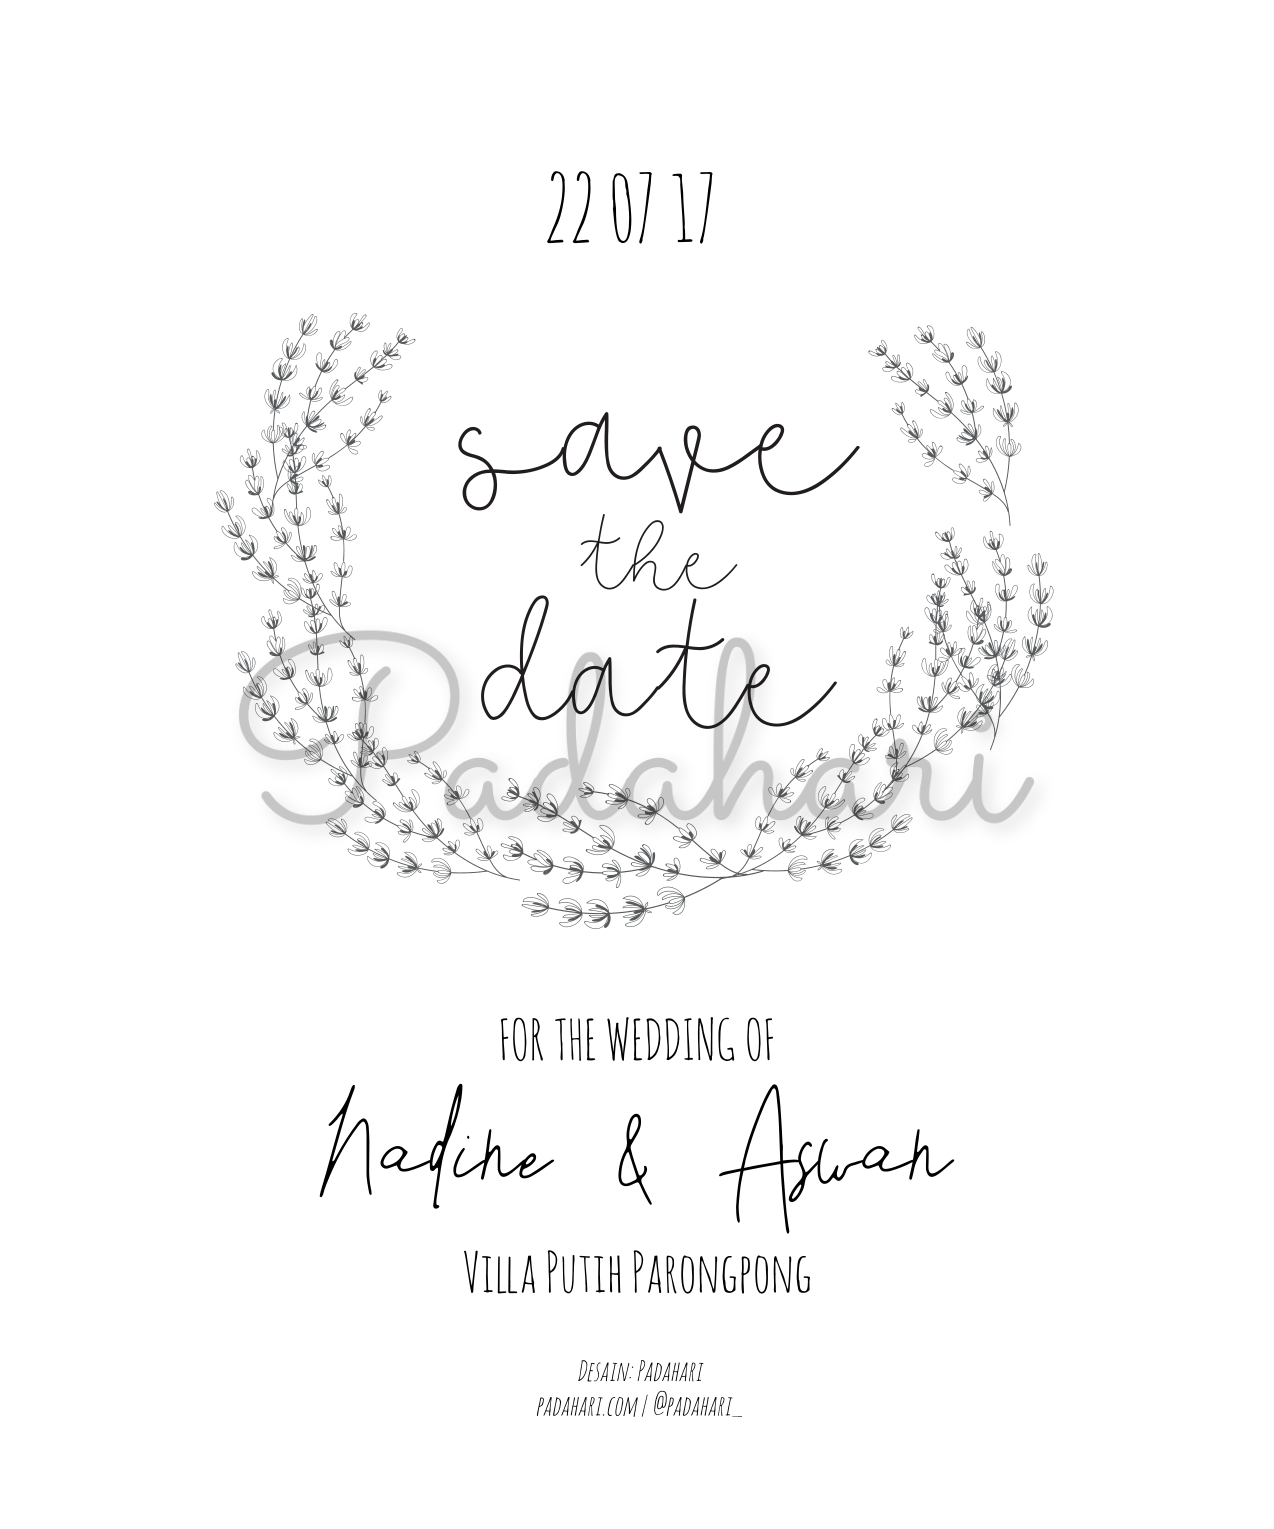 22 07 17
save
the
date
Padahari
FOR THE WEDDING OF
Nadine & Aswan
VILLA PUTIH PARONGPONG
DESAIN: PADAHARI
PADAHARI.COM / @PADAHARI_